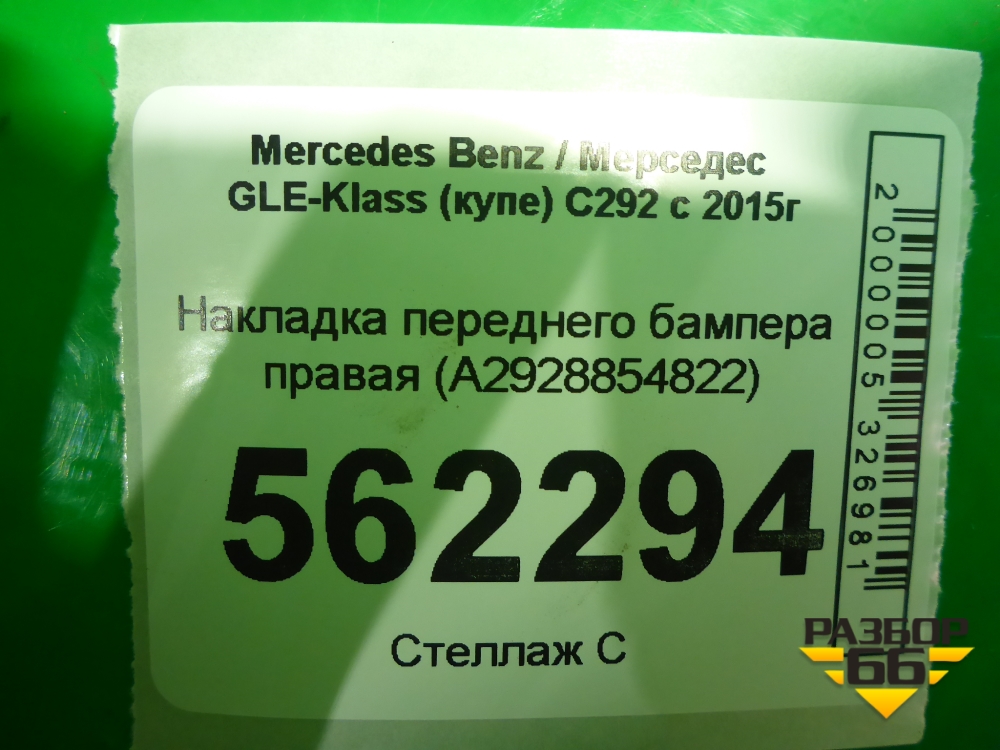 Mercedes Benz / Мерседес
GLE-Klass (купе) C292 с 2015г
Накладка переднего бампера
правая (A2928854822)
562294
Стеллаж С
2000005326981
РАЗБОР
66